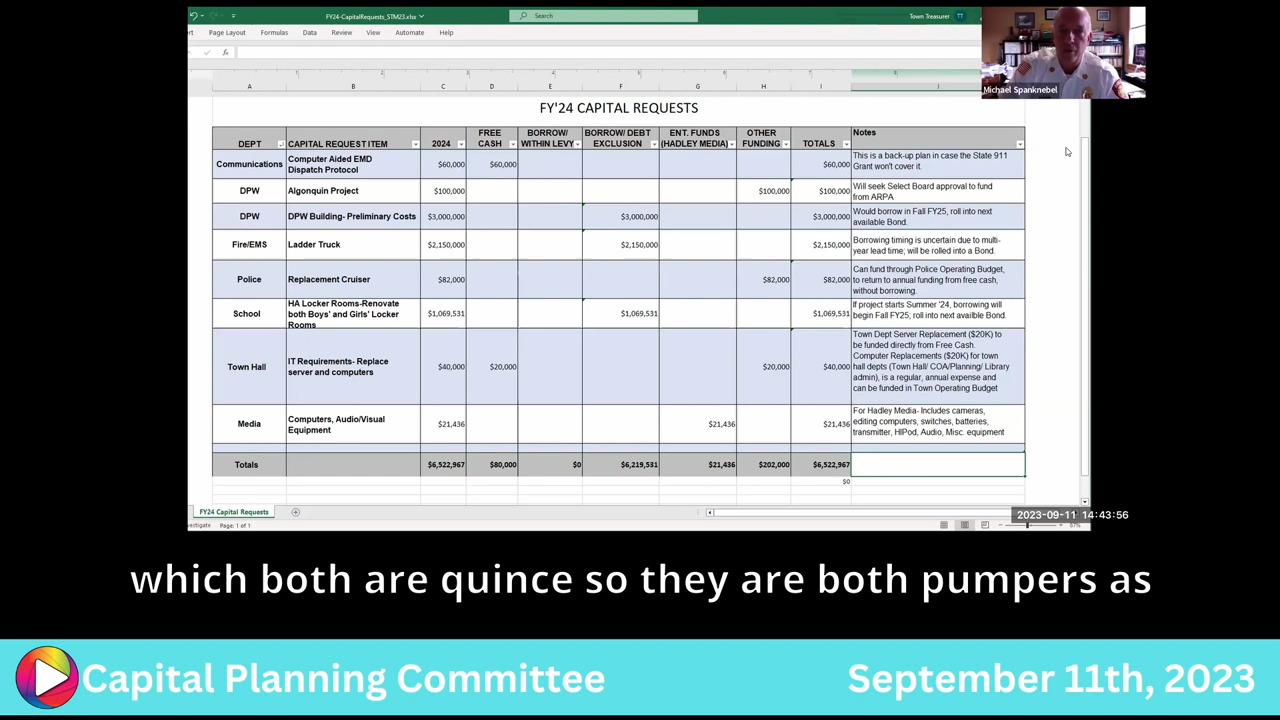 FY24-CapitalRequests_STM23.xlsx
Search
Town Treasurer
TT
Page Layout Formulas Data Review View Automate Help
fx
A B C D E F G H I J
Michael Spanknebel
FY'24 CAPITAL REQUESTS
DEPT CAPITAL REQUEST ITEM 2024 FREE CASH BORROW/ WITHIN LEVY BORROW/ DEBT EXCLUSION ENT. FUNDS (HADLEY MEDIA) OTHER FUNDING TOTALS Notes
Communications Computer Aided EMD Dispatch Protocol $60,000 $60,000 $60,000 This is a back-up plan in case the State 911 Grant won't cover it.
DPW Algonquin Project $100,000 $100,000 $100,000 Will seek Select Board approval to fund from ARPA
DPW DPW Building- Preliminary Costs $3,000,000 $3,000,000 $3,000,000 Would borrow in Fall FY25, roll into next available Bond.
Fire/EMS Ladder Truck $2,150,000 $2,150,000 $2,150,000 Borrowing timing is uncertain due to multi-year lead time; will be rolled into a Bond.
Police Replacement Cruiser $82,000 $82,000 $82,000 Can fund through Police Operating Budget, to return to annual funding from free cash, without borrowing.
School HA Locker Rooms-Renovate both Boys' and Girls' Locker Rooms $1,069,531 $1,069,531 $1,069,531 If project starts Summer '24, borrowing will begin Fall FY25; roll into next availble Bond.
Town Hall IT Requirements- Replace server and computers $40,000 $20,000 $20,000 $40,000 Town Dept Server Replacement ($20K) to be funded directly from Free Cash. Computer Replacements ($20K) for town hall depts (Town Hall/ COA/Planning/ Library admin), is a regular, annual expense and can be funded in Town Operating Budget
Media Computers, Audio/Visual Equipment $21,436 $21,436 $21,436 For Hadley Media- Includes cameras, editing computers, switches, batteries, transmitter, HIPod, Audio, Misc. equipment
Totals $6,522,967 $80,000 $0 $6,219,531 $21,436 $202,000 $6,522,967
$0
FY24 Capital Requests
2023-09-11 14:43:56
Page: 1 of 1
87%
which both are quince so they are both pumpers as
Capital Planning Committee
September 11th, 2023